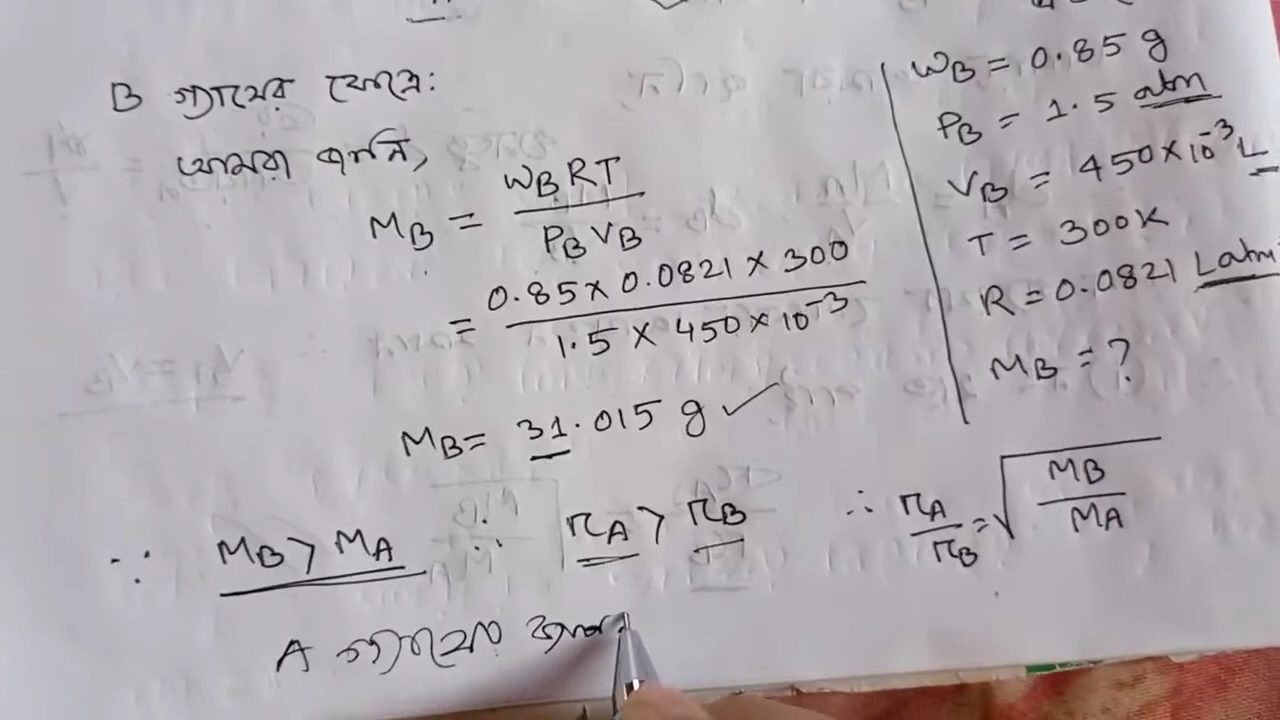 B গ্যাসের ক্ষেত্রে:
আমরা জানি,
M_B = W_B RT / P_B V_B
= 0.85 × 0.0821 × 300 / 1.5 × 450 × 10⁻³
M_B = 31.015 g ✓
∵ M_B > M_A ∴ r_A > r_B ∴ r_A / r_B = √(M_B / M_A)
A গ্যাসের
W_B = 0.85 g
P_B = 1.5 atm
V_B = 450 × 10⁻³ L
T = 300K
R = 0.0821 Latm
M_B = ?